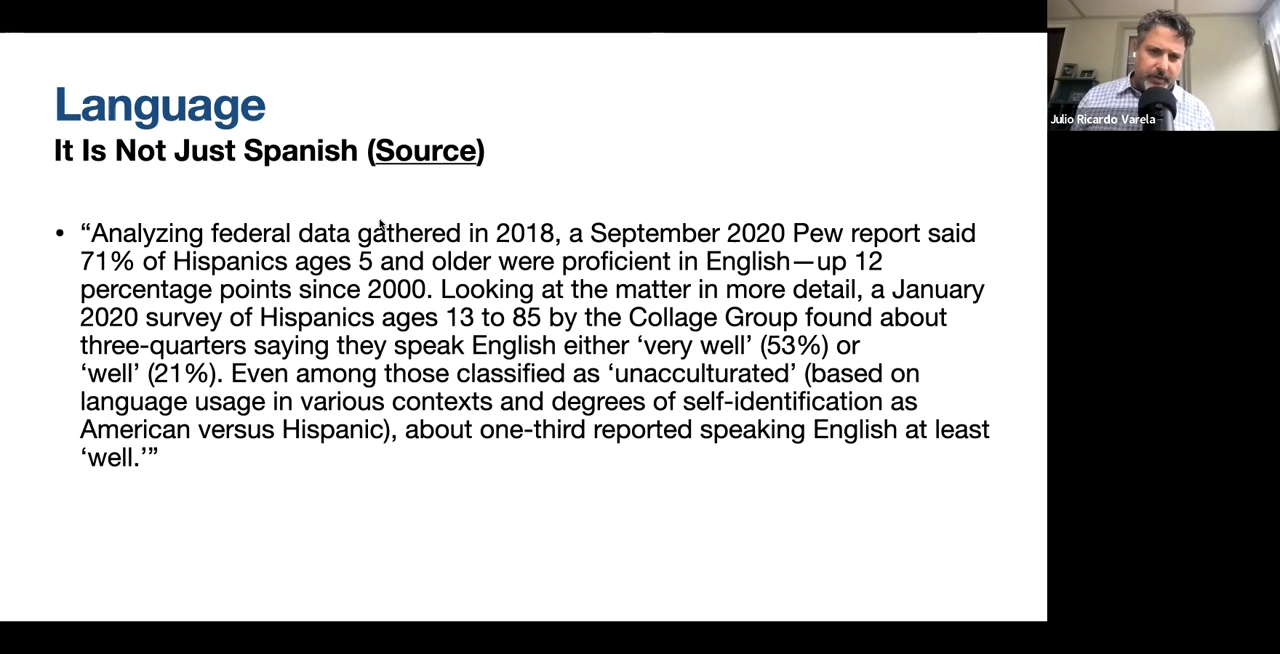 Language
It Is Not Just Spanish (Source)
• “Analyzing federal data gathered in 2018, a September 2020 Pew report said
71% of Hispanics ages 5 and older were proficient in English—up 12
percentage points since 2000. Looking at the matter in more detail, a January
2020 survey of Hispanics ages 13 to 85 by the Collage Group found about
three-quarters saying they speak English either ‘very well’ (53%) or
‘well’ (21%). Even among those classified as ‘unacculturated’ (based on
language usage in various contexts and degrees of self-identification as
American versus Hispanic), about one-third reported speaking English at least
‘well.’”
Julio Ricardo Varela